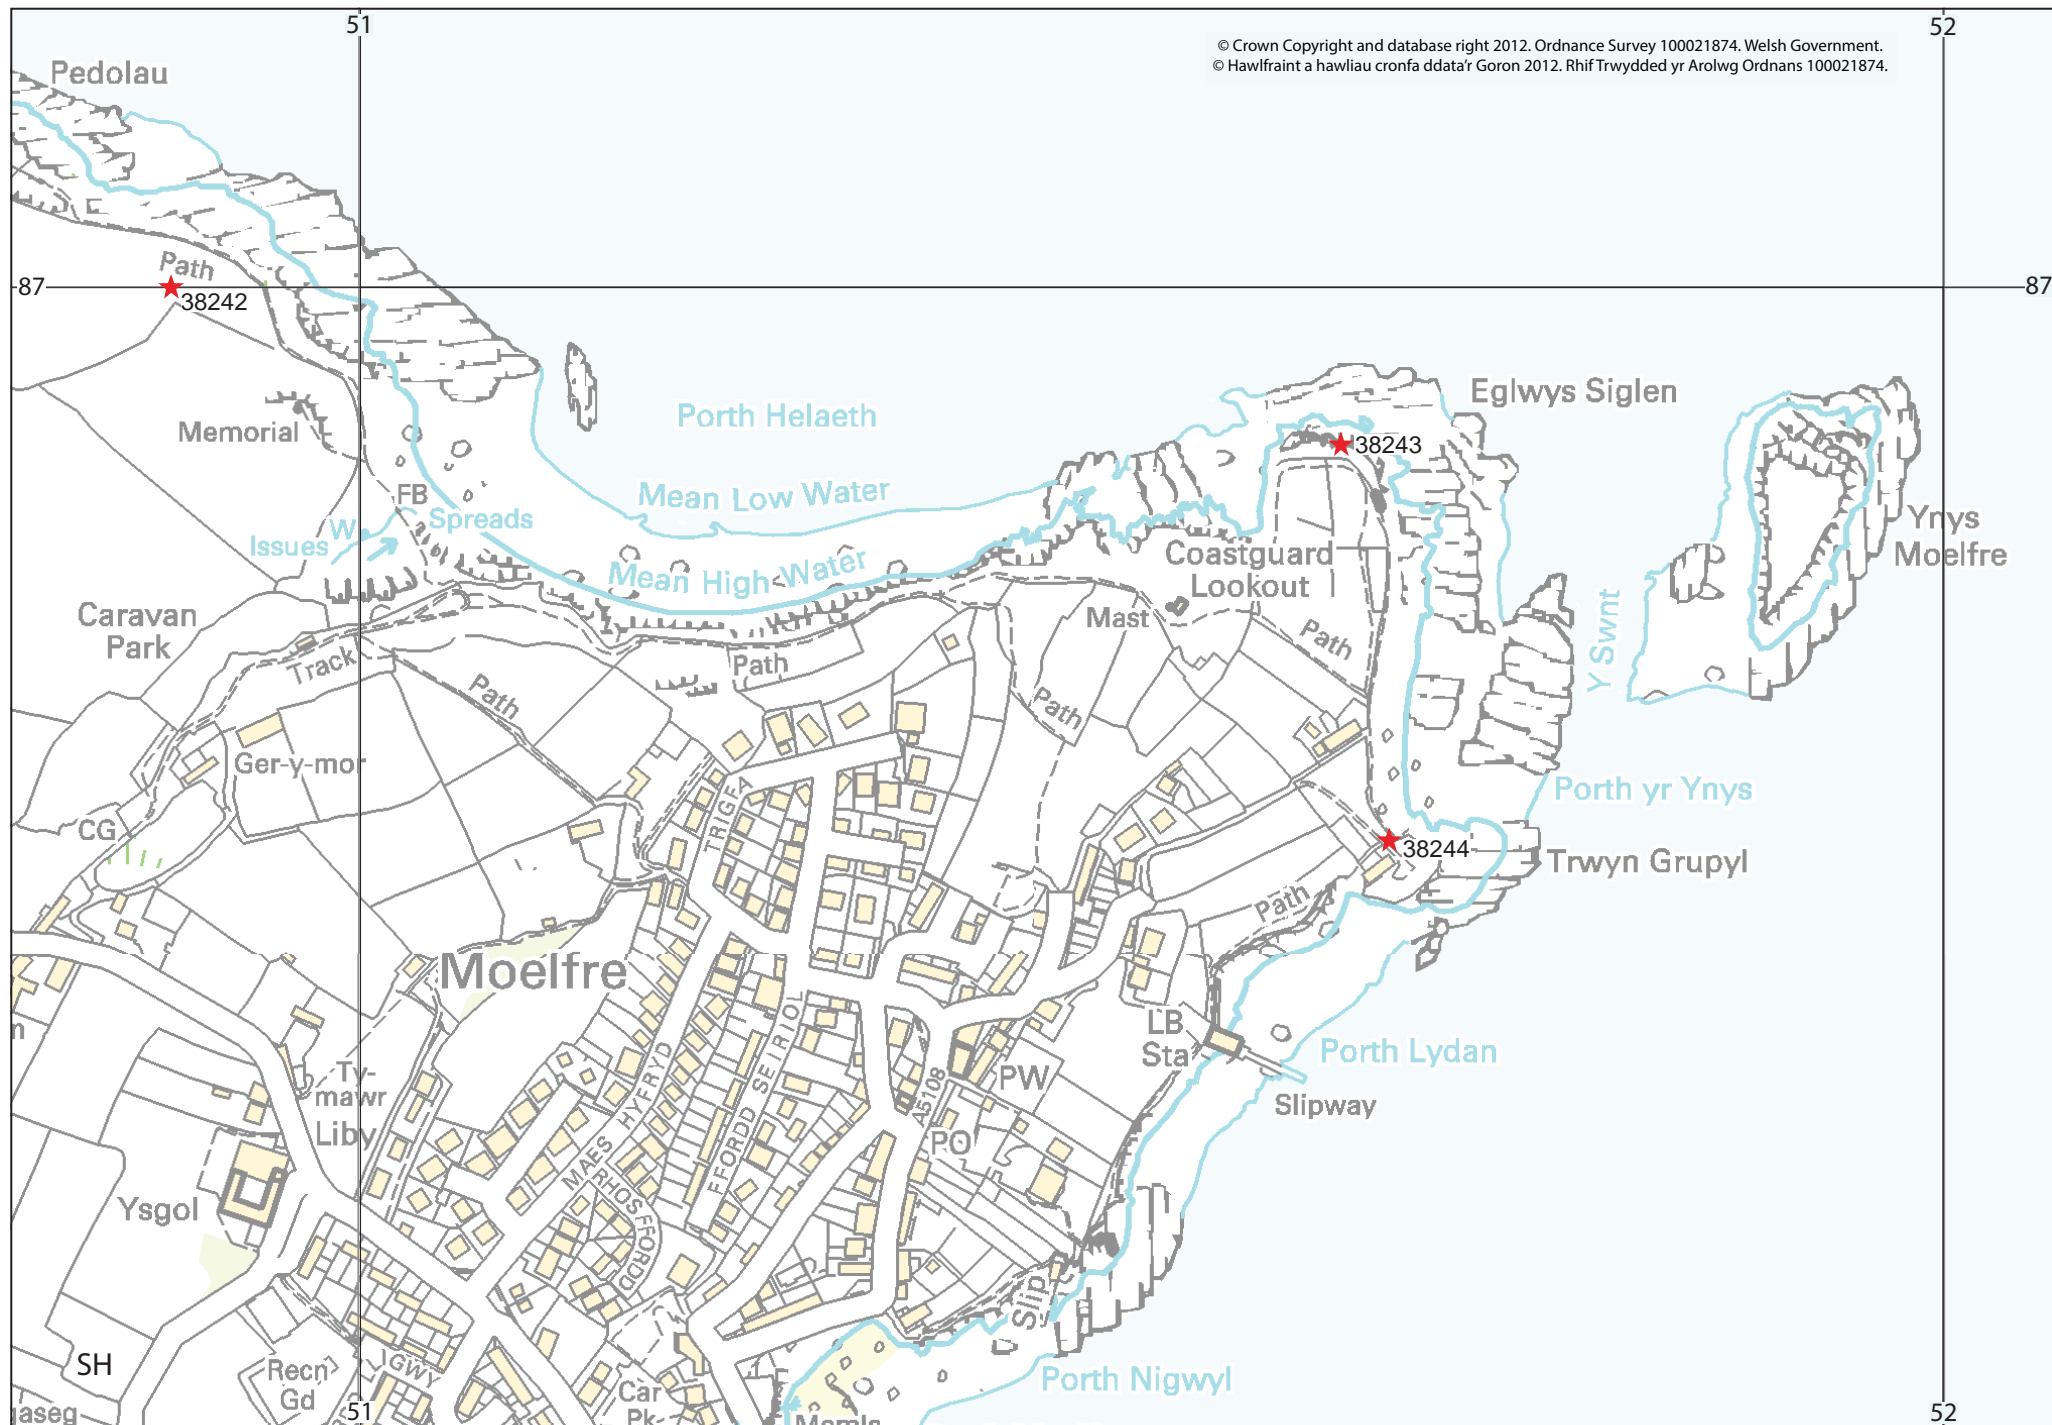 51
52
© Crown Copyright and database right 2012. Ordnance Survey 100021874. Welsh Government.
© Hawlfraint a hawliau cronfa ddata'r Goron 2012. Rhif Trwydded yr Arolwg Ordnans 100021874.
Pedolau
Path
87
87
38242
Eglwys Siglen
Porth Helaeth
Memorial
38243
Mean Low Water
FB
Spreads
W
Issues
Ynys
Moelfre
Coastguard
Lookout
Mean High Water
Caravan
Park
Mast
Path
Y Swnt
Track
Path
Path
Path
Ger-y-mor
Porth yr Ynys
TRIGFA
CG
38244
Trwyn Grupyl
Path
Moelfre
LB
Sta
Porth Lydan
FFORDD SEIRIOL
MAES HYFRYD
Ty-
mawr
Liby
PW
A5108
Slipway
PO
Ysgol
RHOS FFORDD
Slip
SH
Recn
Gd
IGWY
Car
Pk
Porth Nigwyl
51
52